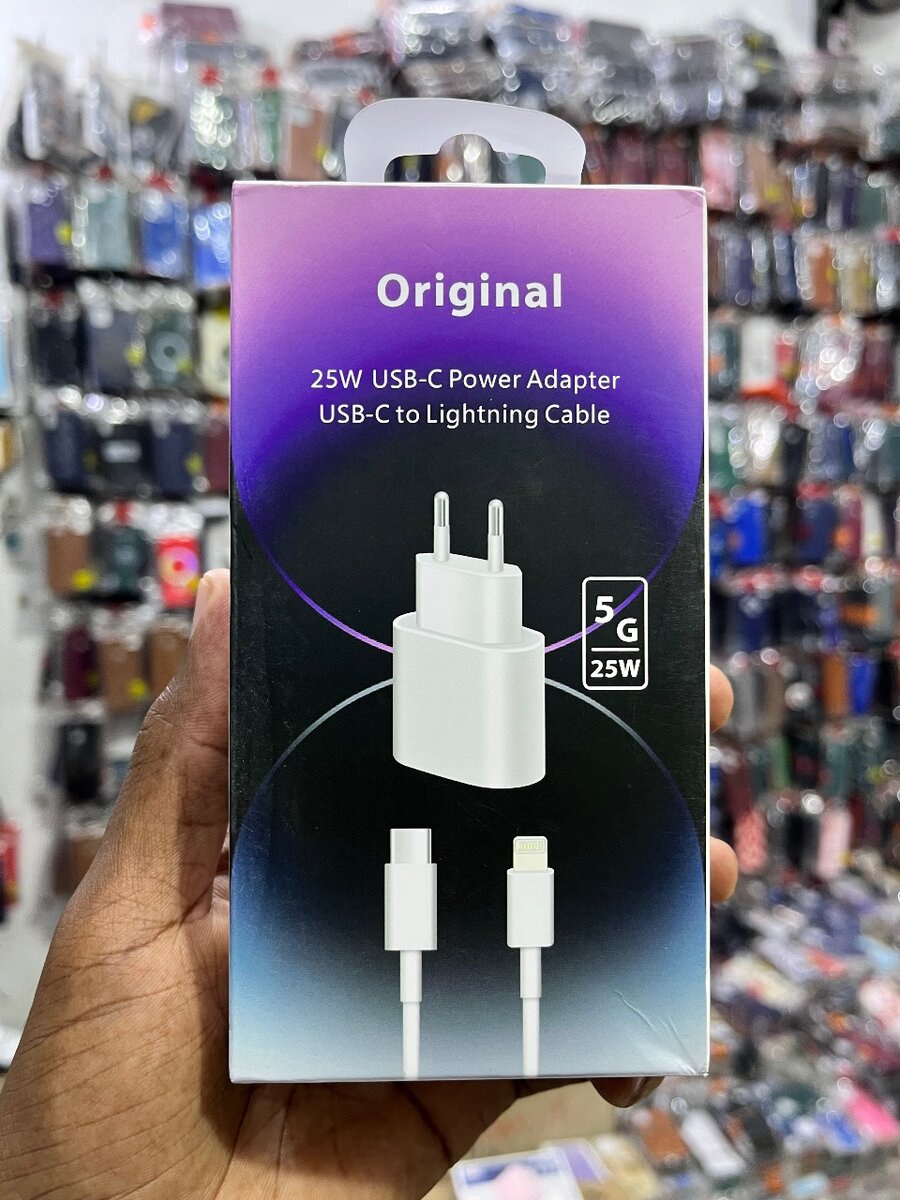 Original
25W USB-C Power Adapter
USB-C to Lightning Cable
5G
25W